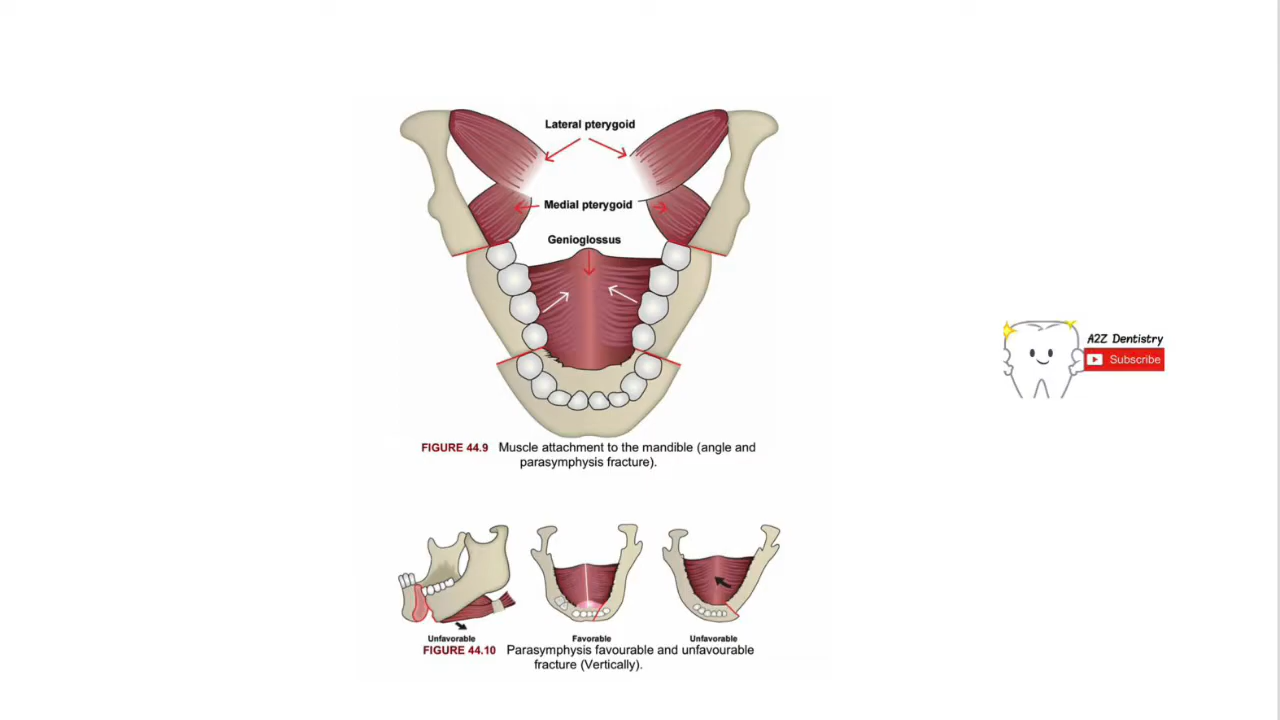 Lateral pterygoid
Medial pterygoid
Genioglossus
A2Z Dentistry
Subscribe
FIGURE 44.9 Muscle attachment to the mandible (angle and
parasymphysis fracture).
Unfavorable
Favorable
Unfavorable
FIGURE 44.10 Parasymphysis favourable and unfavourable
fracture (Vertically).